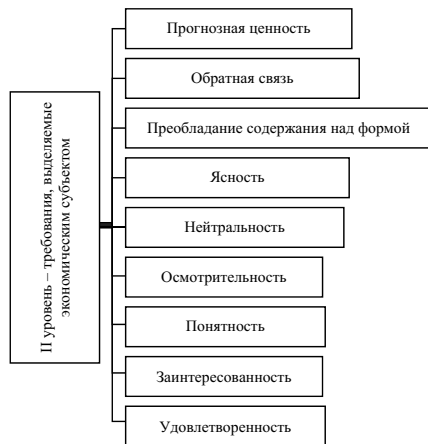 II уровень – требования, выделяемые
экономическим субъектом
Прогнозная ценность
Обратная связь
Преобладание содержания над формой
Ясность
Нейтральность
Осмотрительность
Понятность
Заинтересованность
Удовлетворенность